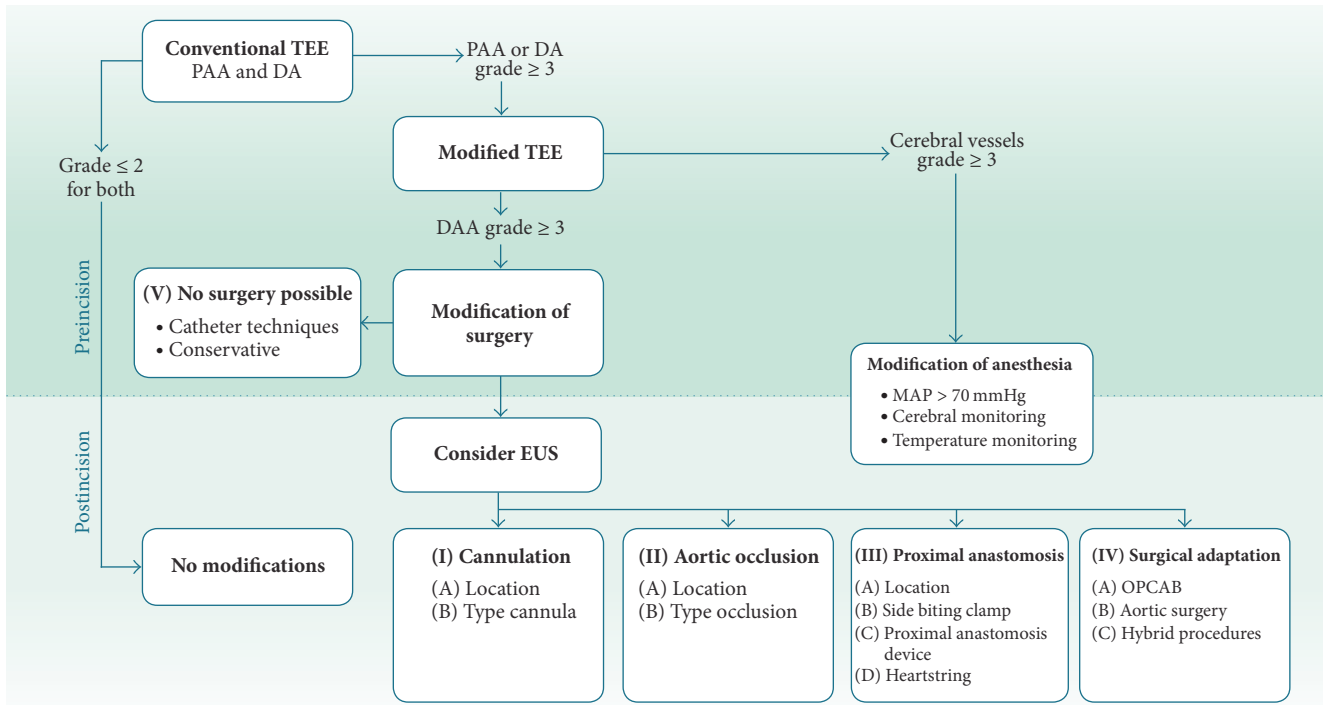 Conventional TEE
PAA and DA
PAA or DA
grade ≥ 3
Modified TEE
Cerebral vessels
grade ≥ 3
Grade ≤ 2
for both
DAA grade ≥ 3
Preincision
(V) No surgery possible
• Catheter techniques
• Conservative
Modification of
surgery
Modification of anesthesia
• MAP > 70 mmHg
• Cerebral monitoring
• Temperature monitoring
Consider EUS
Postincision
No modifications
(I) Cannulation
(A) Location
(B) Type cannula
(II) Aortic occlusion
(A) Location
(B) Type occlusion
(III) Proximal anastomosis
(A) Location
(B) Side biting clamp
(C) Proximal anastomosis
device
(D) Heartstring
(IV) Surgical adaptation
(A) OPCAB
(B) Aortic surgery
(C) Hybrid procedures